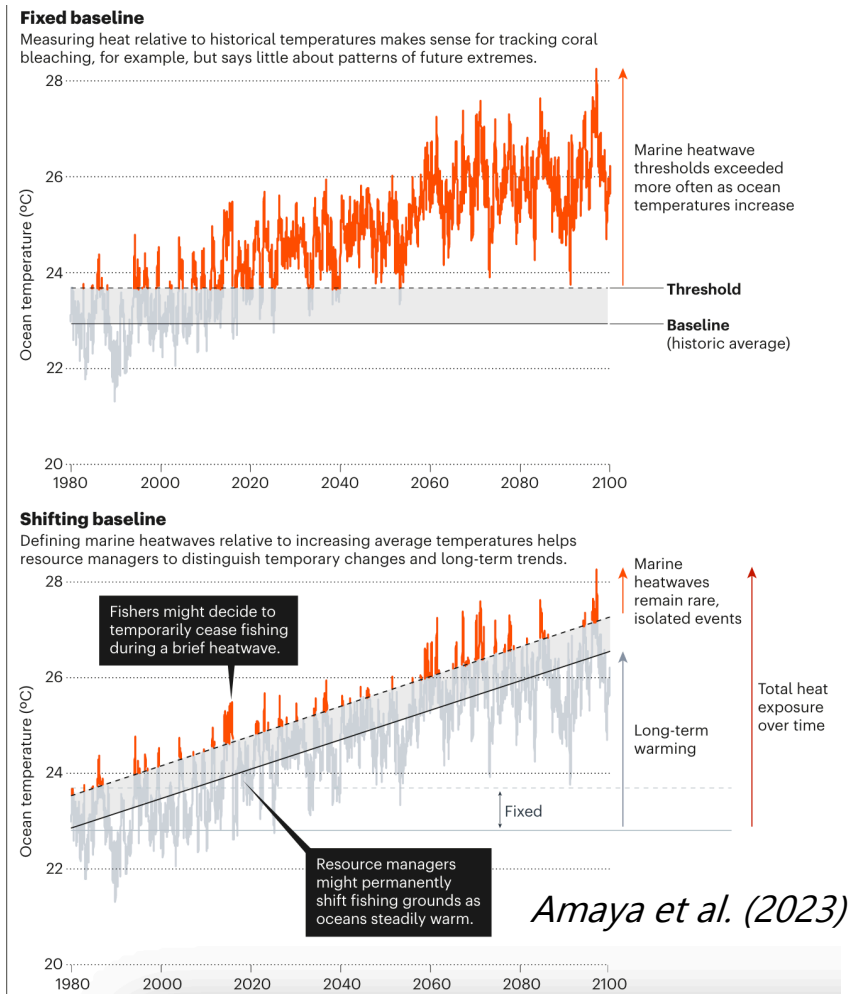 Fixed baseline
Measuring heat relative to historical temperatures makes sense for tracking coral
bleaching, for example, but says little about patterns of future extremes.
Ocean temperature (ºC)
28
26
24
22
20
1980
2000
2020
2040
2060
2080
2100
Marine heatwave
thresholds exceeded
more often as ocean
temperatures increase
Threshold
Baseline
(historic average)
Shifting baseline
Defining marine heatwaves relative to increasing average temperatures helps
resource managers to distinguish temporary changes and long-term trends.
Ocean temperature (ºC)
28
26
24
22
20
1980
2000
2020
2040
2060
2080
2100
Fishers might decide to
temporarily cease fishing
during a brief heatwave.
Marine
heatwaves
remain rare,
isolated events
Total heat
exposure
over time
Long-term
warming
Fixed
Resource managers
might permanently
shift fishing grounds as
oceans steadily warm.
Amaya et al. (2023)